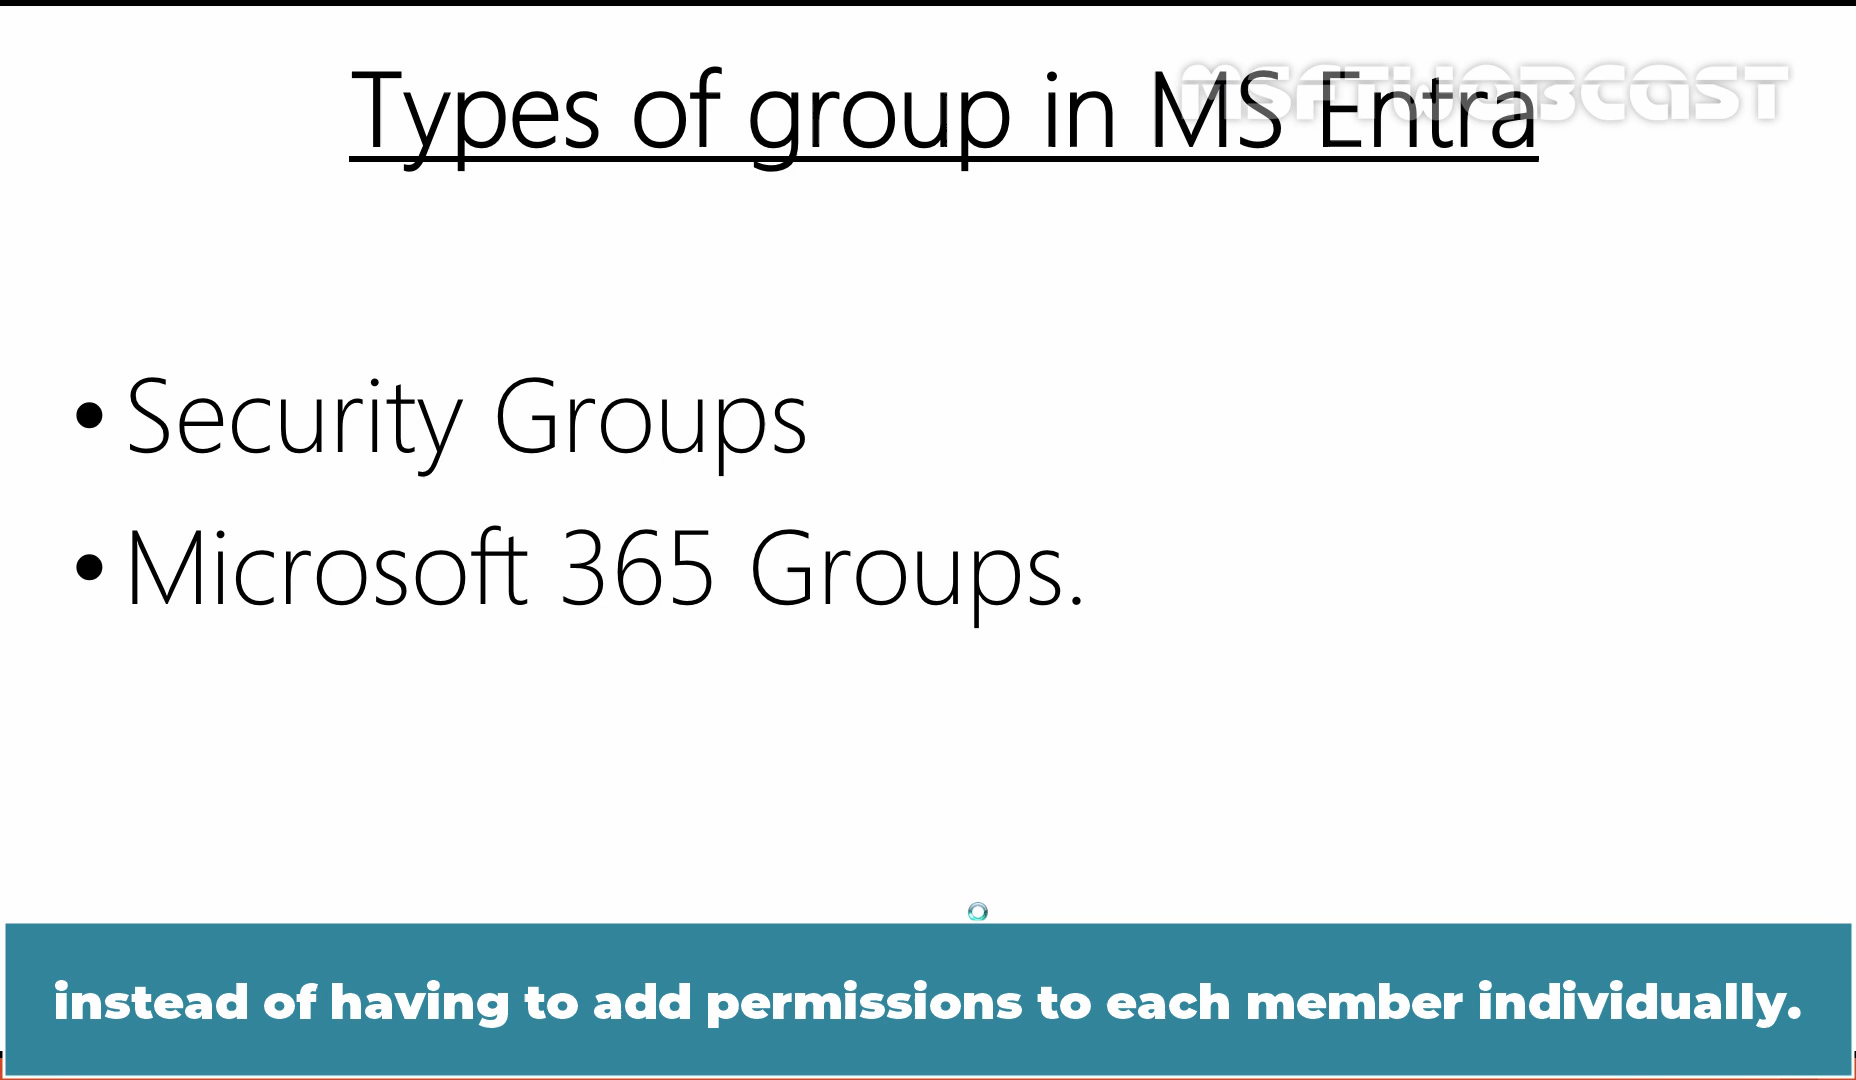 Types of group in MS Entra
MSFTWEBCAST
• Security Groups
• Microsoft 365 Groups.
instead of having to add permissions to each member individually.